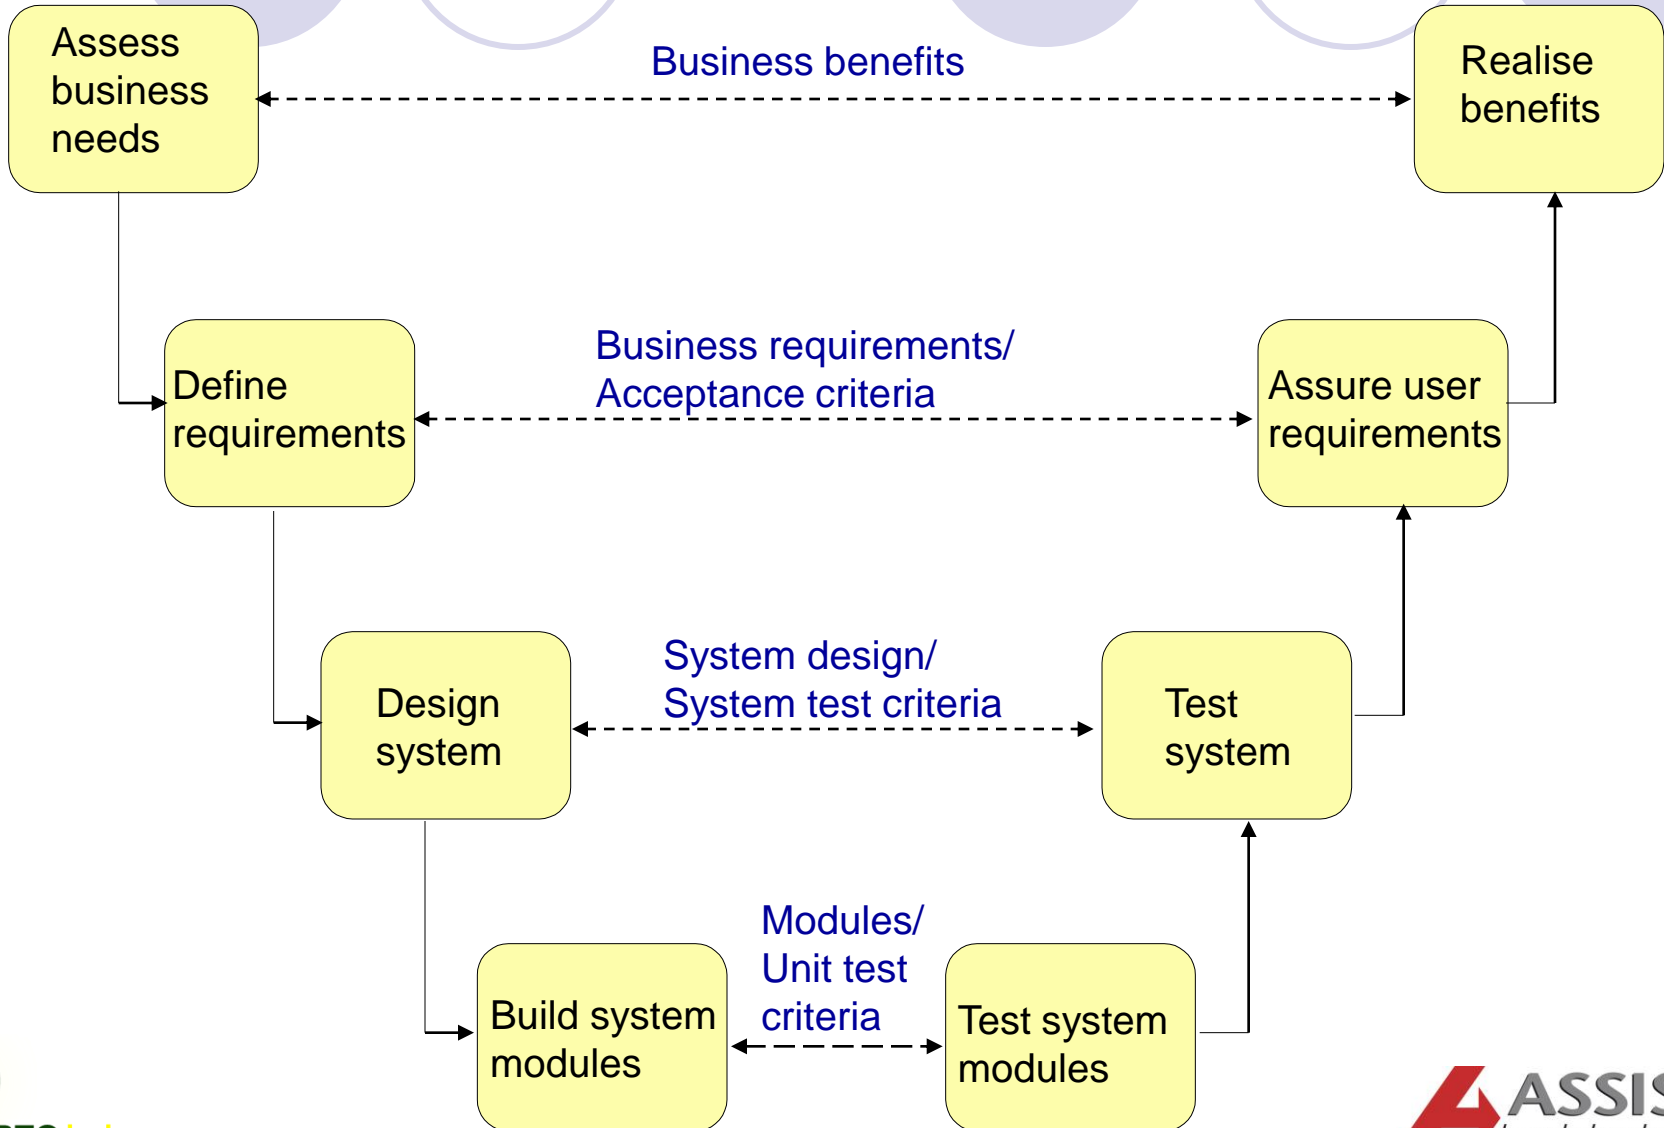 Assess
business
needs
Business benefits
Realise
benefits
Define
requirements
Business requirements/
Acceptance criteria
Assure user
requirements
Design
system
System design/
System test criteria
Test
system
Build system
modules
Modules/
Unit test
criteria
Test system
modules
ASSIS